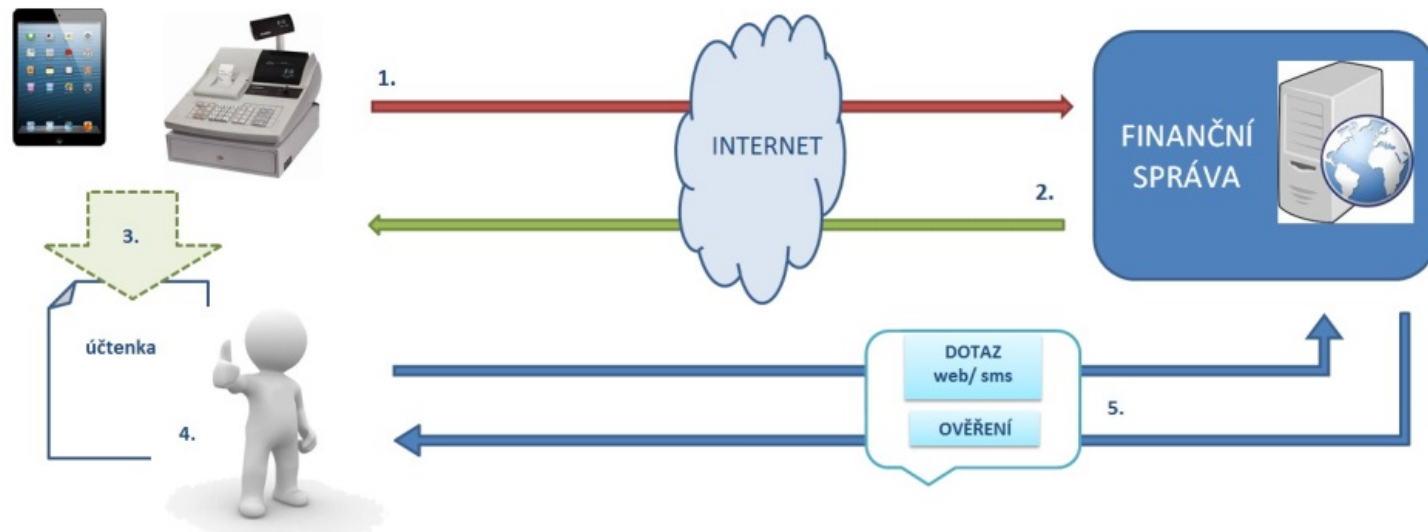 1.
INTERNET
FINANČNÍ
SPRÁVA
2.
3.
účtenka
4.
DOTAZ
web/ sms
OVĚŘENÍ
5.